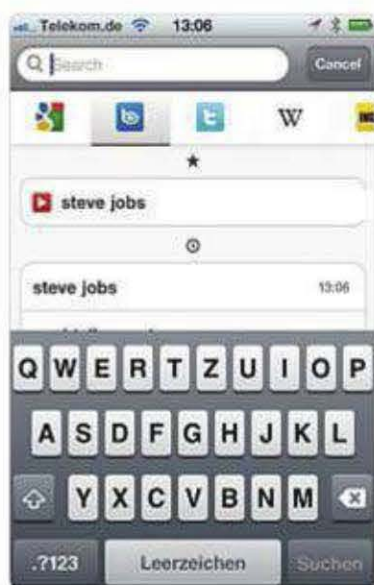 Telekom.de 13:06
Search Cancel
W
steve jobs
steve jobs 13:06
Q W E R T Z U I O P
A S D F G H J K L
Y X C V B N M
.?123 Leerzeichen Suchen